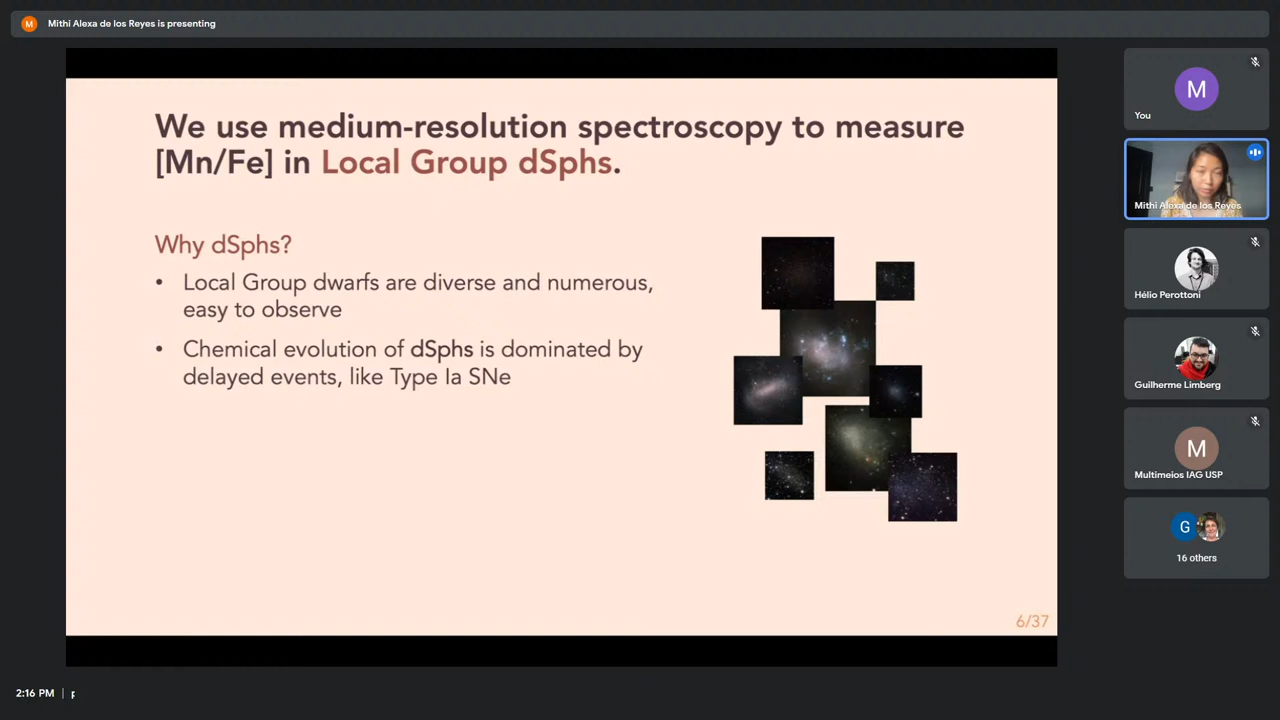 M Mithi Alexa de los Reyes is presenting
We use medium-resolution spectroscopy to measure
[Mn/Fe] in Local Group dSphs.
Why dSphs?
• Local Group dwarfs are diverse and numerous,
easy to observe
• Chemical evolution of dSphs is dominated by
delayed events, like Type Ia SNe
6/37
M
You
Mithi Alexa de los Reyes
Hélio Perottoni
Guilherme Limberg
M
Multimeios IAG USP
G
16 others
2:16 PM |